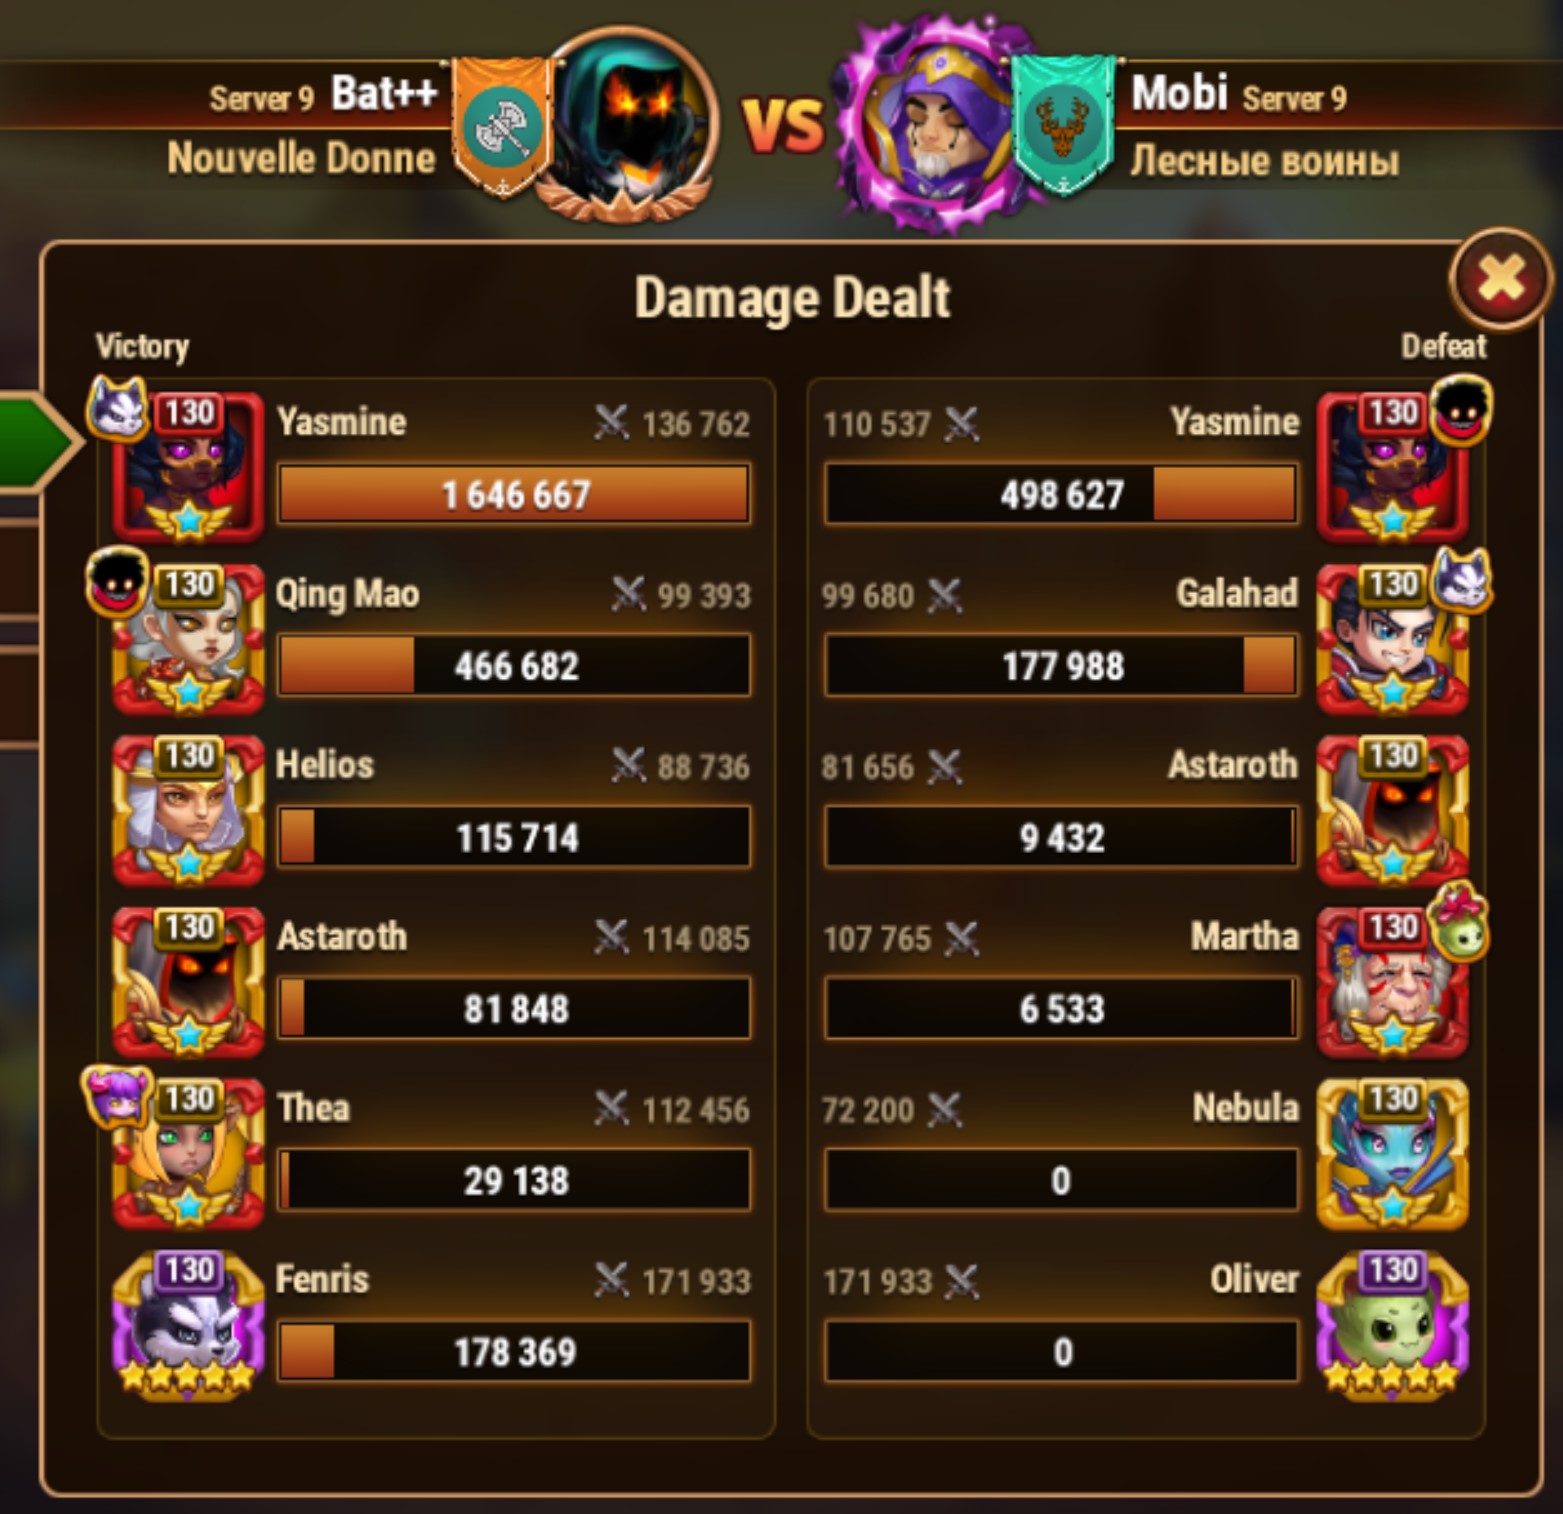 Server 9 Bat++
Nouvelle Donne
VS
Mobi Server 9
Лесные воины
Damage Dealt
Victory
Defeat
130 Yasmine 136 762
1 646 667
110 537 Yasmine 130
498 627
130 Qing Mao 99 393
466 682
99 680 Galahad 130
177 988
130 Helios 88 736
115 714
81 656 Astaroth 130
9 432
130 Astaroth 114 085
81 848
107 765 Martha 130
6 533
130 Thea 112 456
29 138
72 200 Nebula 130
0
130 Fenris 171 933
178 369
171 933 Oliver 130
0